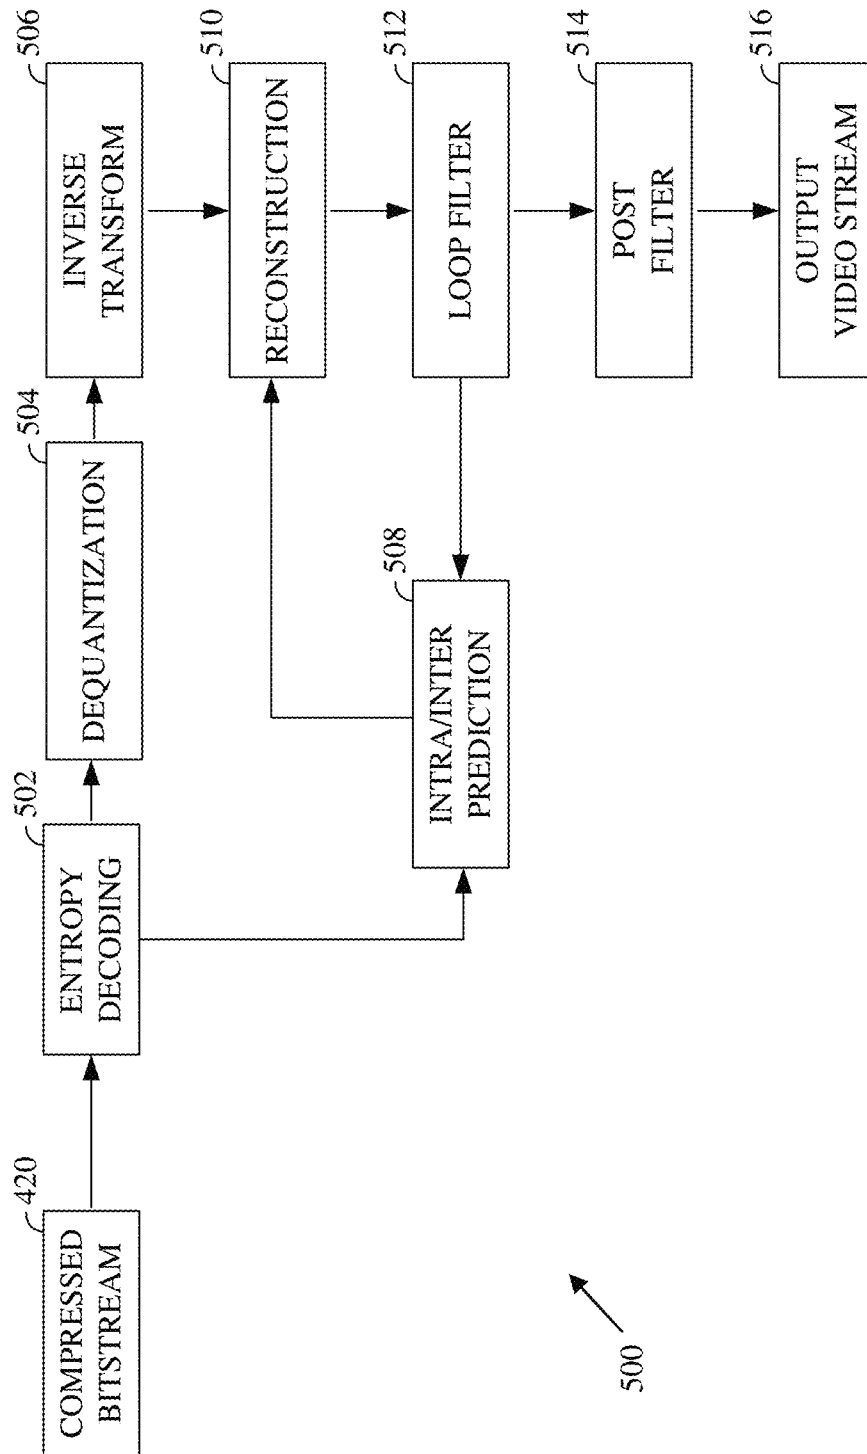 420
COMPRESSED
BITSTREAM
502
ENTROPY
DECODING
504
DEQUANTIZATION
506
INVERSE
TRANSFORM
508
INTRA/INTER
PREDICTION
510
RECONSTRUCTION
512
LOOP FILTER
514
POST
FILTER
516
OUTPUT
VIDEO STREAM
500